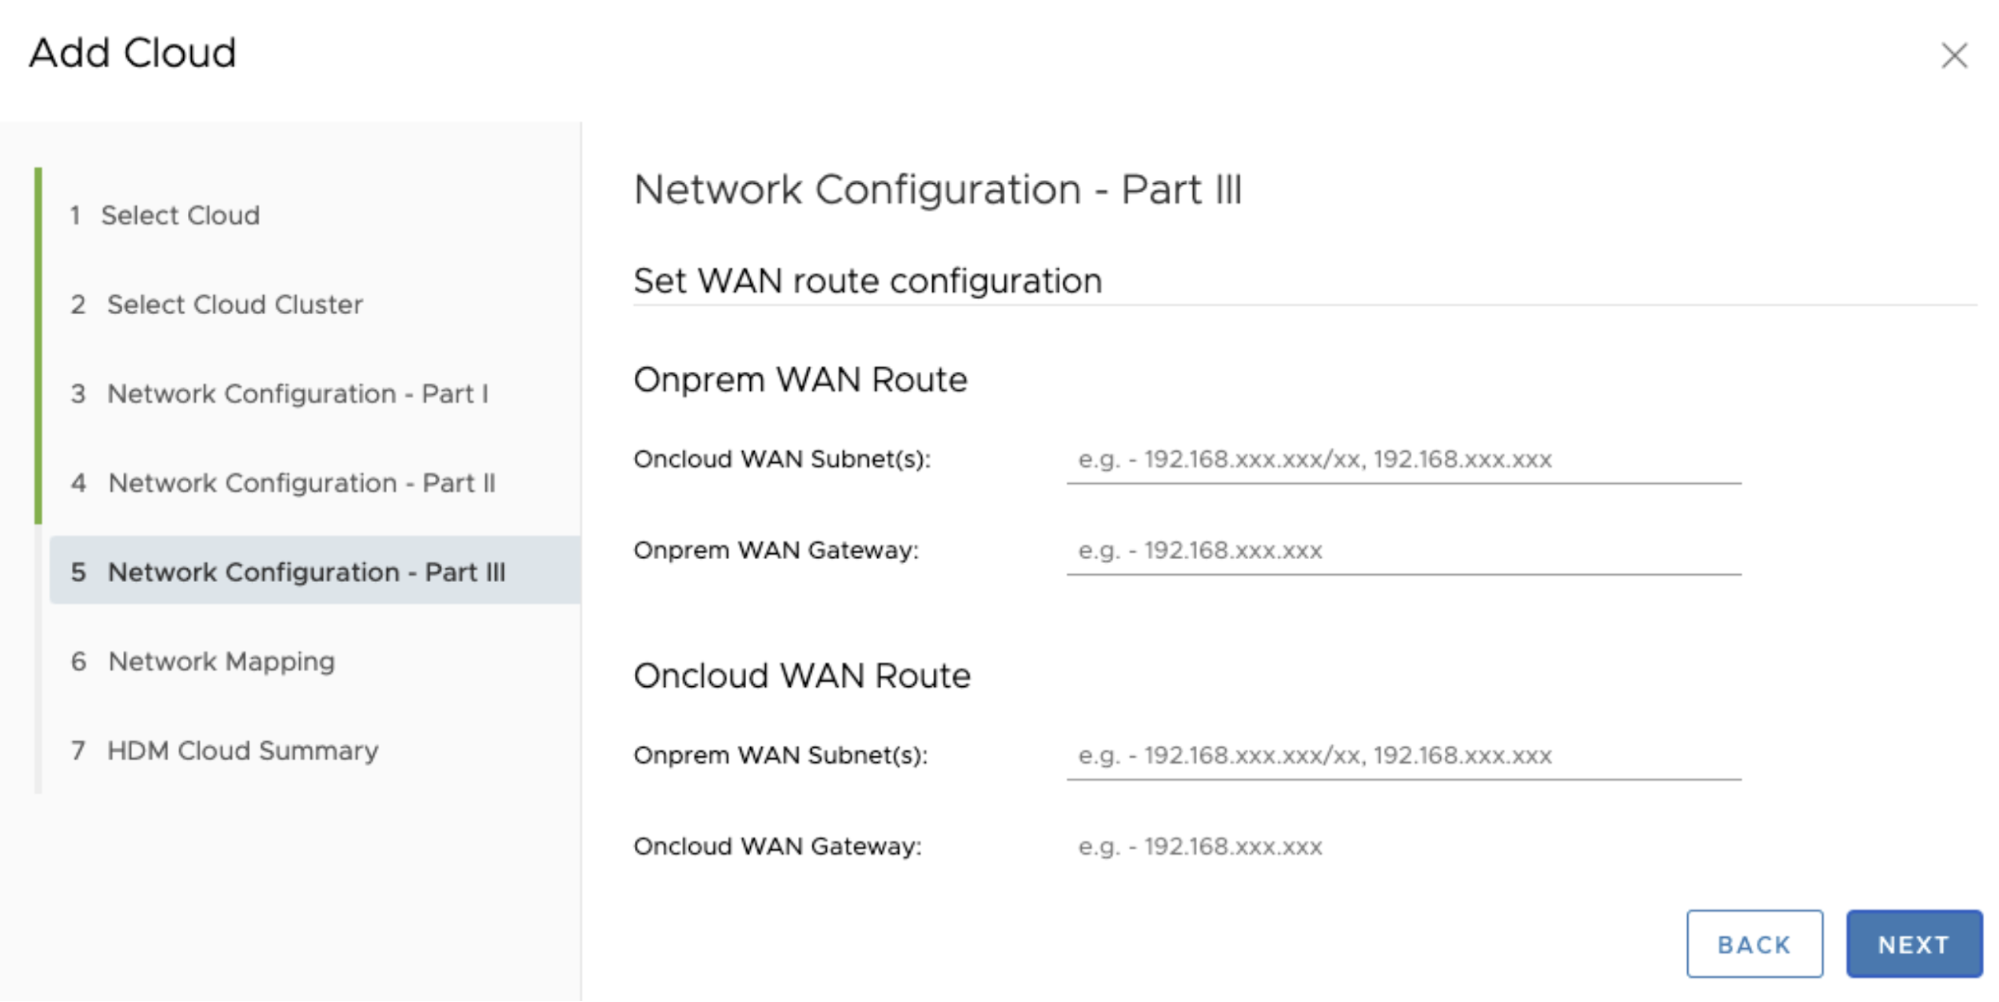 Add Cloud
1 Select Cloud
2 Select Cloud Cluster
3 Network Configuration - Part I
4 Network Configuration - Part II
5 Network Configuration - Part III
6 Network Mapping
7 HDM Cloud Summary
Network Configuration - Part III
Set WAN route configuration
Onprem WAN Route
Oncloud WAN Subnet(s): e.g. - 192.168.xxx.xxx/xx, 192.168.xxx.xxx
Onprem WAN Gateway: e.g. - 192.168.xxx.xxx
Oncloud WAN Route
Onprem WAN Subnet(s): e.g. - 192.168.xxx.xxx/xx, 192.168.xxx.xxx
Oncloud WAN Gateway: e.g. - 192.168.xxx.xxx
BACK NEXT